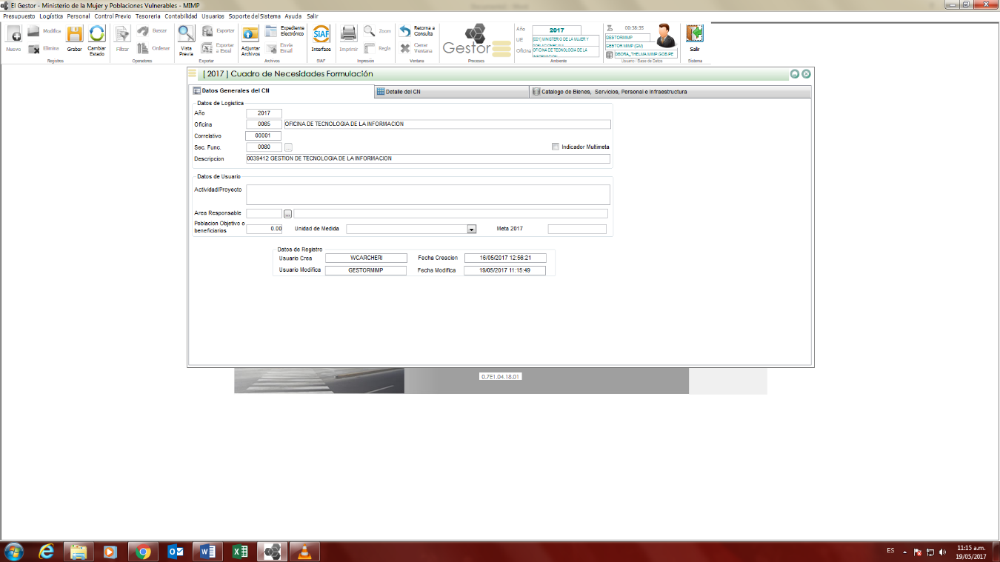 El Gestor - Ministerio de la Mujer y Poblaciones Vulnerables - MIMP
Presupuesto Logística Personal Control Previo Tesoreria Contabilidad Usuarios Soporte del Sistema Ayuda Salir
Nuevo Modifica Elimina Grabar Cambiar Estado
Registros
Filtrar Buscar Ordenar
Operadores
Vista Previa Exportar Exportar a Excel
Exportar
Adjuntar Archivos Expediente Electrónico Envie Email
Archivos
SIAF
Interfase
SIAF
Imprimir Zoom Regla
Impresión
Retorna a Consulta Cerrar Ventana
Ventana
Gestor
Procesos
Año 2017
UE [001] MINISTERIO DE LA MUJER Y
Oficina OFICINA DE TECNOLOGIA DE LA
Ambiente
00:38:35
GESTORMIMP
GESTOR MIMP (GM)
DBORA_THELMA.MIMP.GOB.PE
Usuario / Base de Datos
Salir
Sistema
[ 2017 ] Cuadro de Necesidades Formulación
Datos Generales del CN Detalle del CN Catalogo de Bienes, Servicios, Personal e Infraestructura
Datos de Logistica
Año 2017
Oficina 0065 OFICINA DE TECNOLOGIA DE LA INFORMACION
Correlativo 00001
Sec. Func. 0080 ... Indicador Multimeta
Descripcion 0039412 GESTION DE TECNOLOGIA DE LA INFORMACION
Datos de Usuario
Actividad/Proyecto
Area Responsable ...
Poblacion Objetivo o
beneficiarios 0.00 Unidad de Medida Meta 2017
Datos de Registro
Usuario Crea WCARCHERI Fecha Creacion 16/05/2017 12:56:21
Usuario Modifica GESTORMIMP Fecha Modifica 19/05/2017 11:15:49
0.7E1.04.18.01
ES 11:15 a.m.
19/05/2017